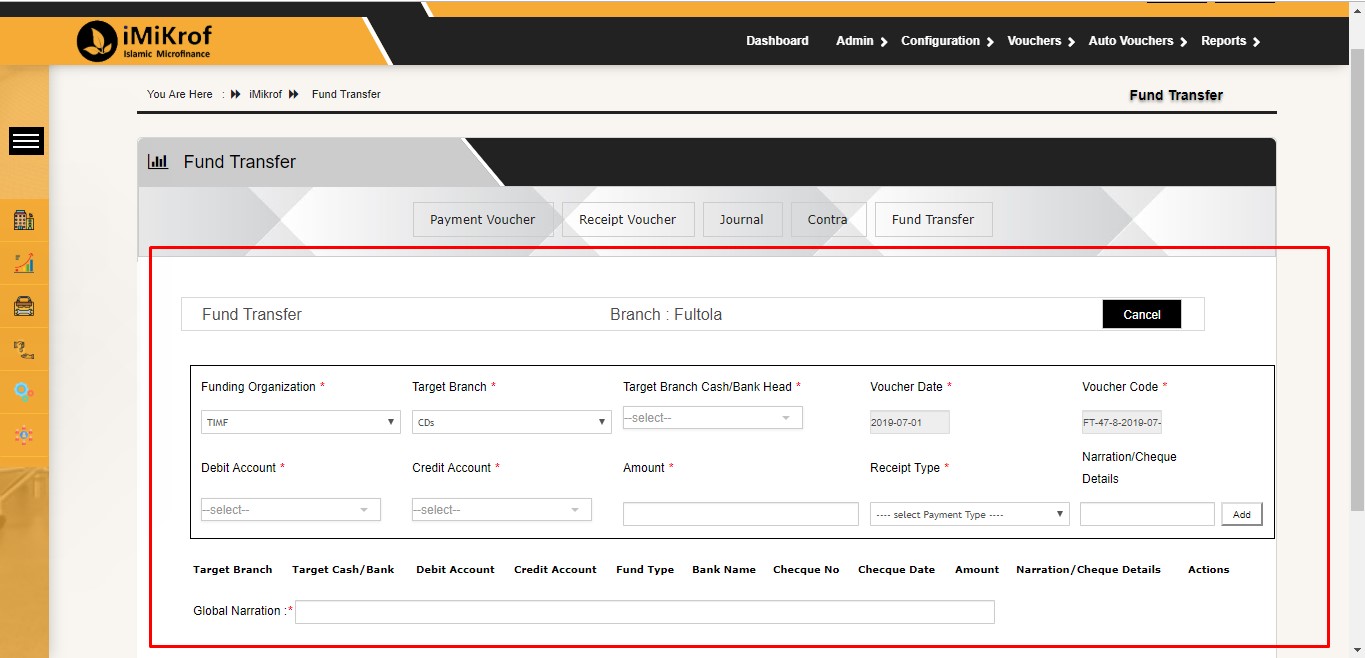 iMiKrof
Islamic Microfinance
Dashboard Admin Configuration Vouchers Auto Vouchers Reports
You Are Here : iMikrof Fund Transfer
Fund Transfer
Fund Transfer
Payment Voucher Receipt Voucher Journal Contra Fund Transfer
Fund Transfer Branch : Fultola Cancel
Funding Organization * Target Branch * Target Branch Cash/Bank Head * Voucher Date * Voucher Code *
TIMF CDs --select-- 2019-07-01 FT-47-8-2019-07-
Debit Account * Credit Account * Amount * Receipt Type * Narration/Cheque
Details
--select-- --select-- ---- select Payment Type ---- Add
Target Branch Target Cash/Bank Debit Account Credit Account Fund Type Bank Name Checque No Checque Date Amount Narration/Cheque Details Actions
Global Narration :*